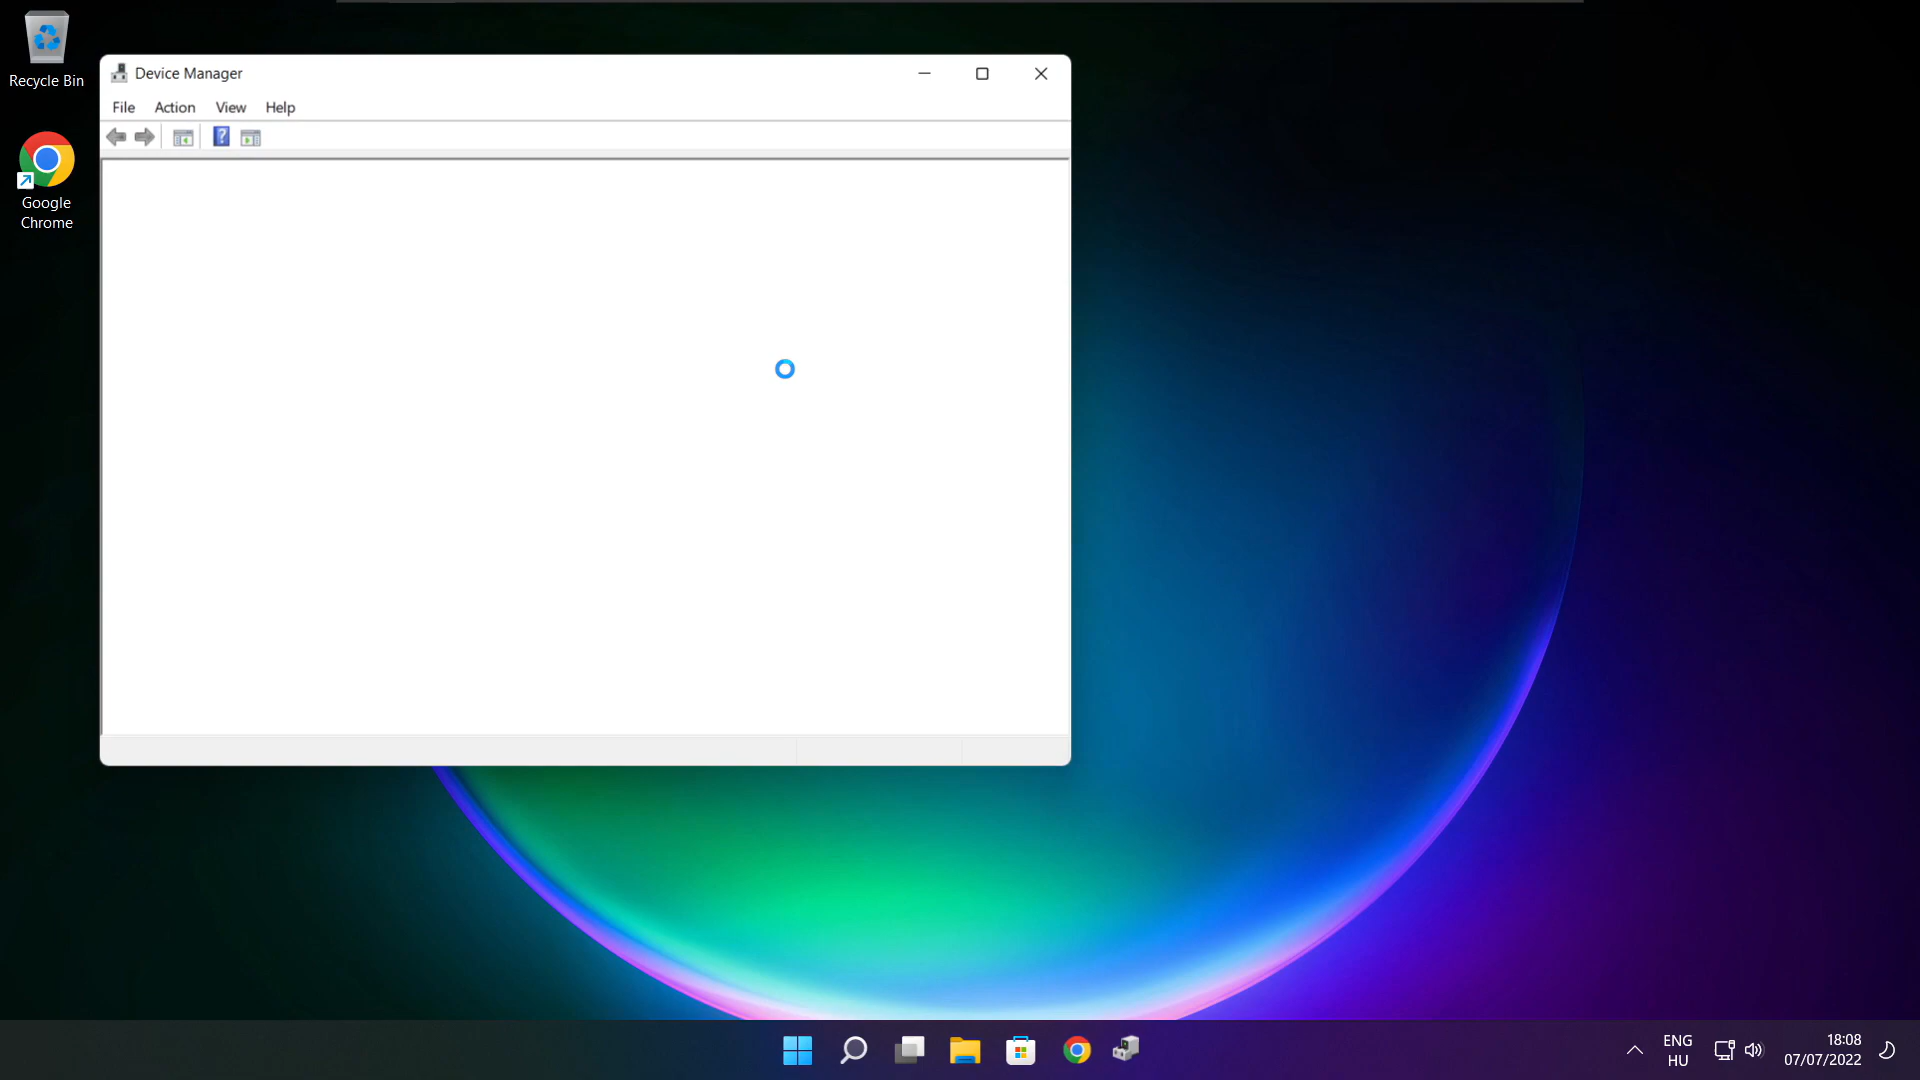 Recycle Bin
Google
Chrome
Device Manager
File Action View Help
?
ENG
HU
18:08
07/07/2022